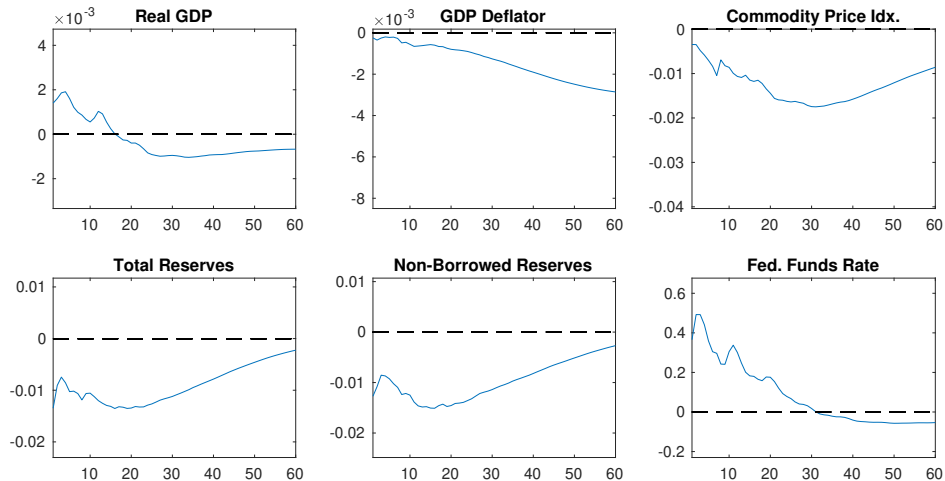 Real GDP
×10⁻³
4
2
0
-2
10 20 30 40 50 60
GDP Deflator
×10⁻³
0
-2
-4
-6
-8
10 20 30 40 50 60
Commodity Price Idx.
0
-0.01
-0.02
-0.03
-0.04
10 20 30 40 50 60
Total Reserves
0.01
0
-0.01
-0.02
10 20 30 40 50 60
Non-Borrowed Reserves
0.01
0
-0.01
-0.02
10 20 30 40 50 60
Fed. Funds Rate
0.6
0.4
0.2
0
-0.2
10 20 30 40 50 60